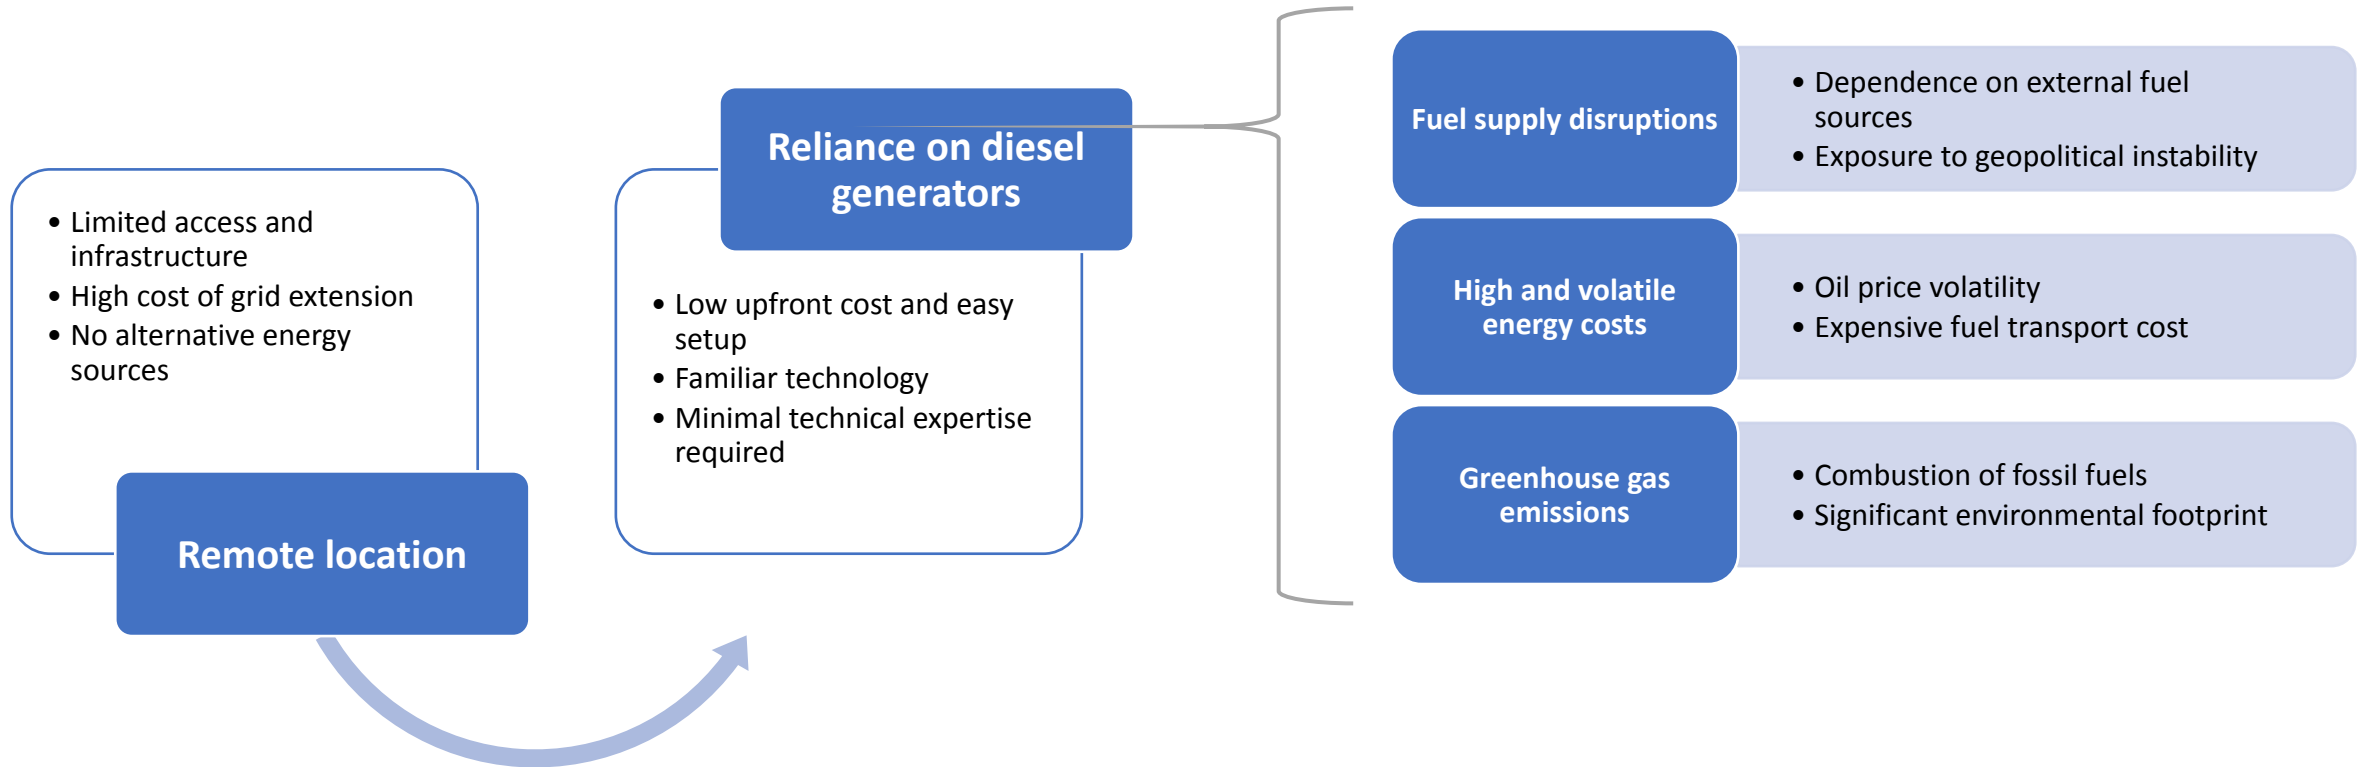 • Limited access and
infrastructure
• High cost of grid extension
• No alternative energy
sources
Remote location
Reliance on diesel
generators
• Low upfront cost and easy
setup
• Familiar technology
• Minimal technical expertise
required
Fuel supply disruptions
• Dependence on external fuel
sources
• Exposure to geopolitical instability
High and volatile
energy costs
• Oil price volatility
• Expensive fuel transport cost
Greenhouse gas
emissions
• Combustion of fossil fuels
• Significant environmental footprint